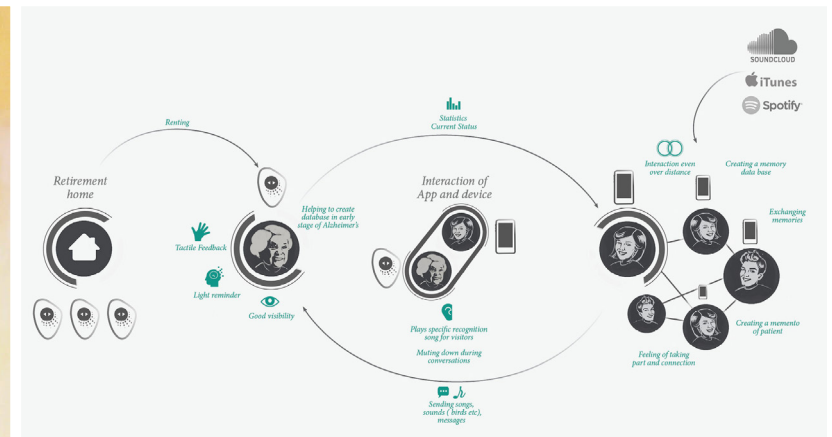 SOUNDCLOUD
iTunes
Spotify
Renting
Statistics
Current Status
Interaction even
over distance
Creating a memory
data base
Retirement
home
Interaction of
App and device
Helping to create
database in early
stage of Alzheimer's
Exchanging
memories
Tactile Feedback
Light reminder
Good visibility
Plays specific recognition
song for visitors
Muting down during
conversations
Creating a memento
of patient
Feeling of taking
part and connection
Sending songs,
sounds ( birds etc),
messages